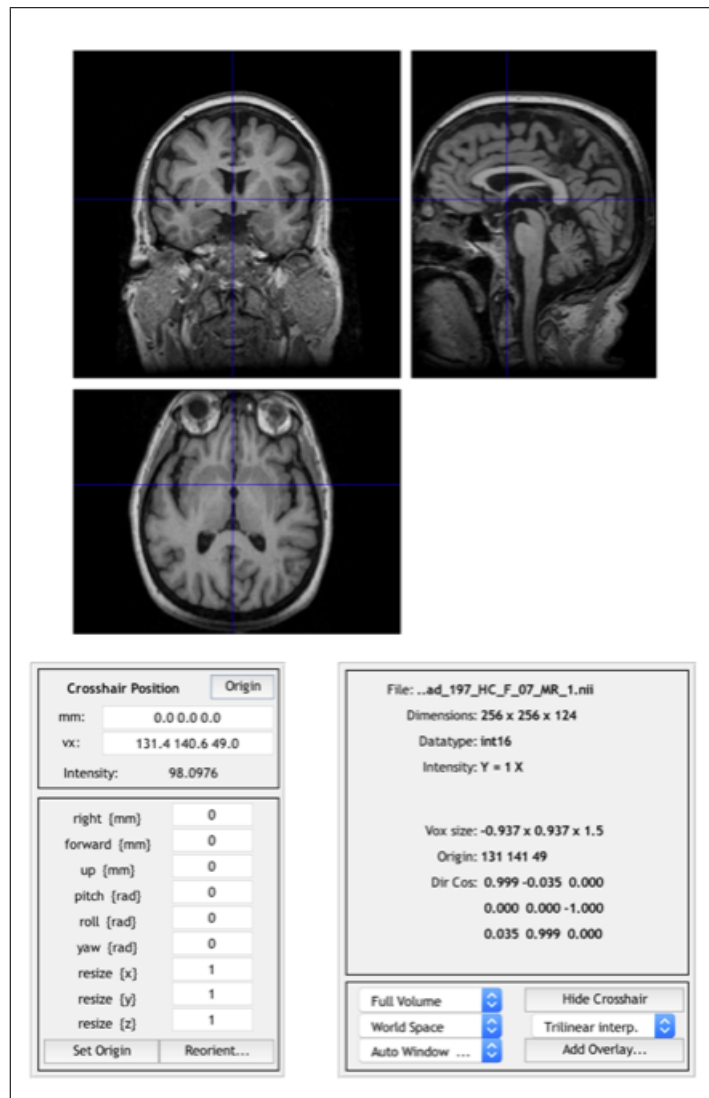 Crosshair Position Origin
mm: 0.0 0.0 0.0
vx: 131.4 140.6 49.0
Intensity: 98.0976
right {mm} 0
forward {mm} 0
up {mm} 0
pitch {rad} 0
roll {rad} 0
yaw {rad} 0
resize {x} 1
resize {y} 1
resize {z} 1
Set Origin Reorient...
File: ..ad_197_HC_F_07_MR_1.nii
Dimensions: 256 x 256 x 124
Datatype: int16
Intensity: Y = 1 X
Vox size: -0.937 x 0.937 x 1.5
Origin: 131 141 49
Dir Cos: 0.999 -0.035 0.000
0.000 0.000 -1.000
0.035 0.999 0.000
Full Volume Hide Crosshair
World Space Trilinear interp.
Auto Window ... Add Overlay...